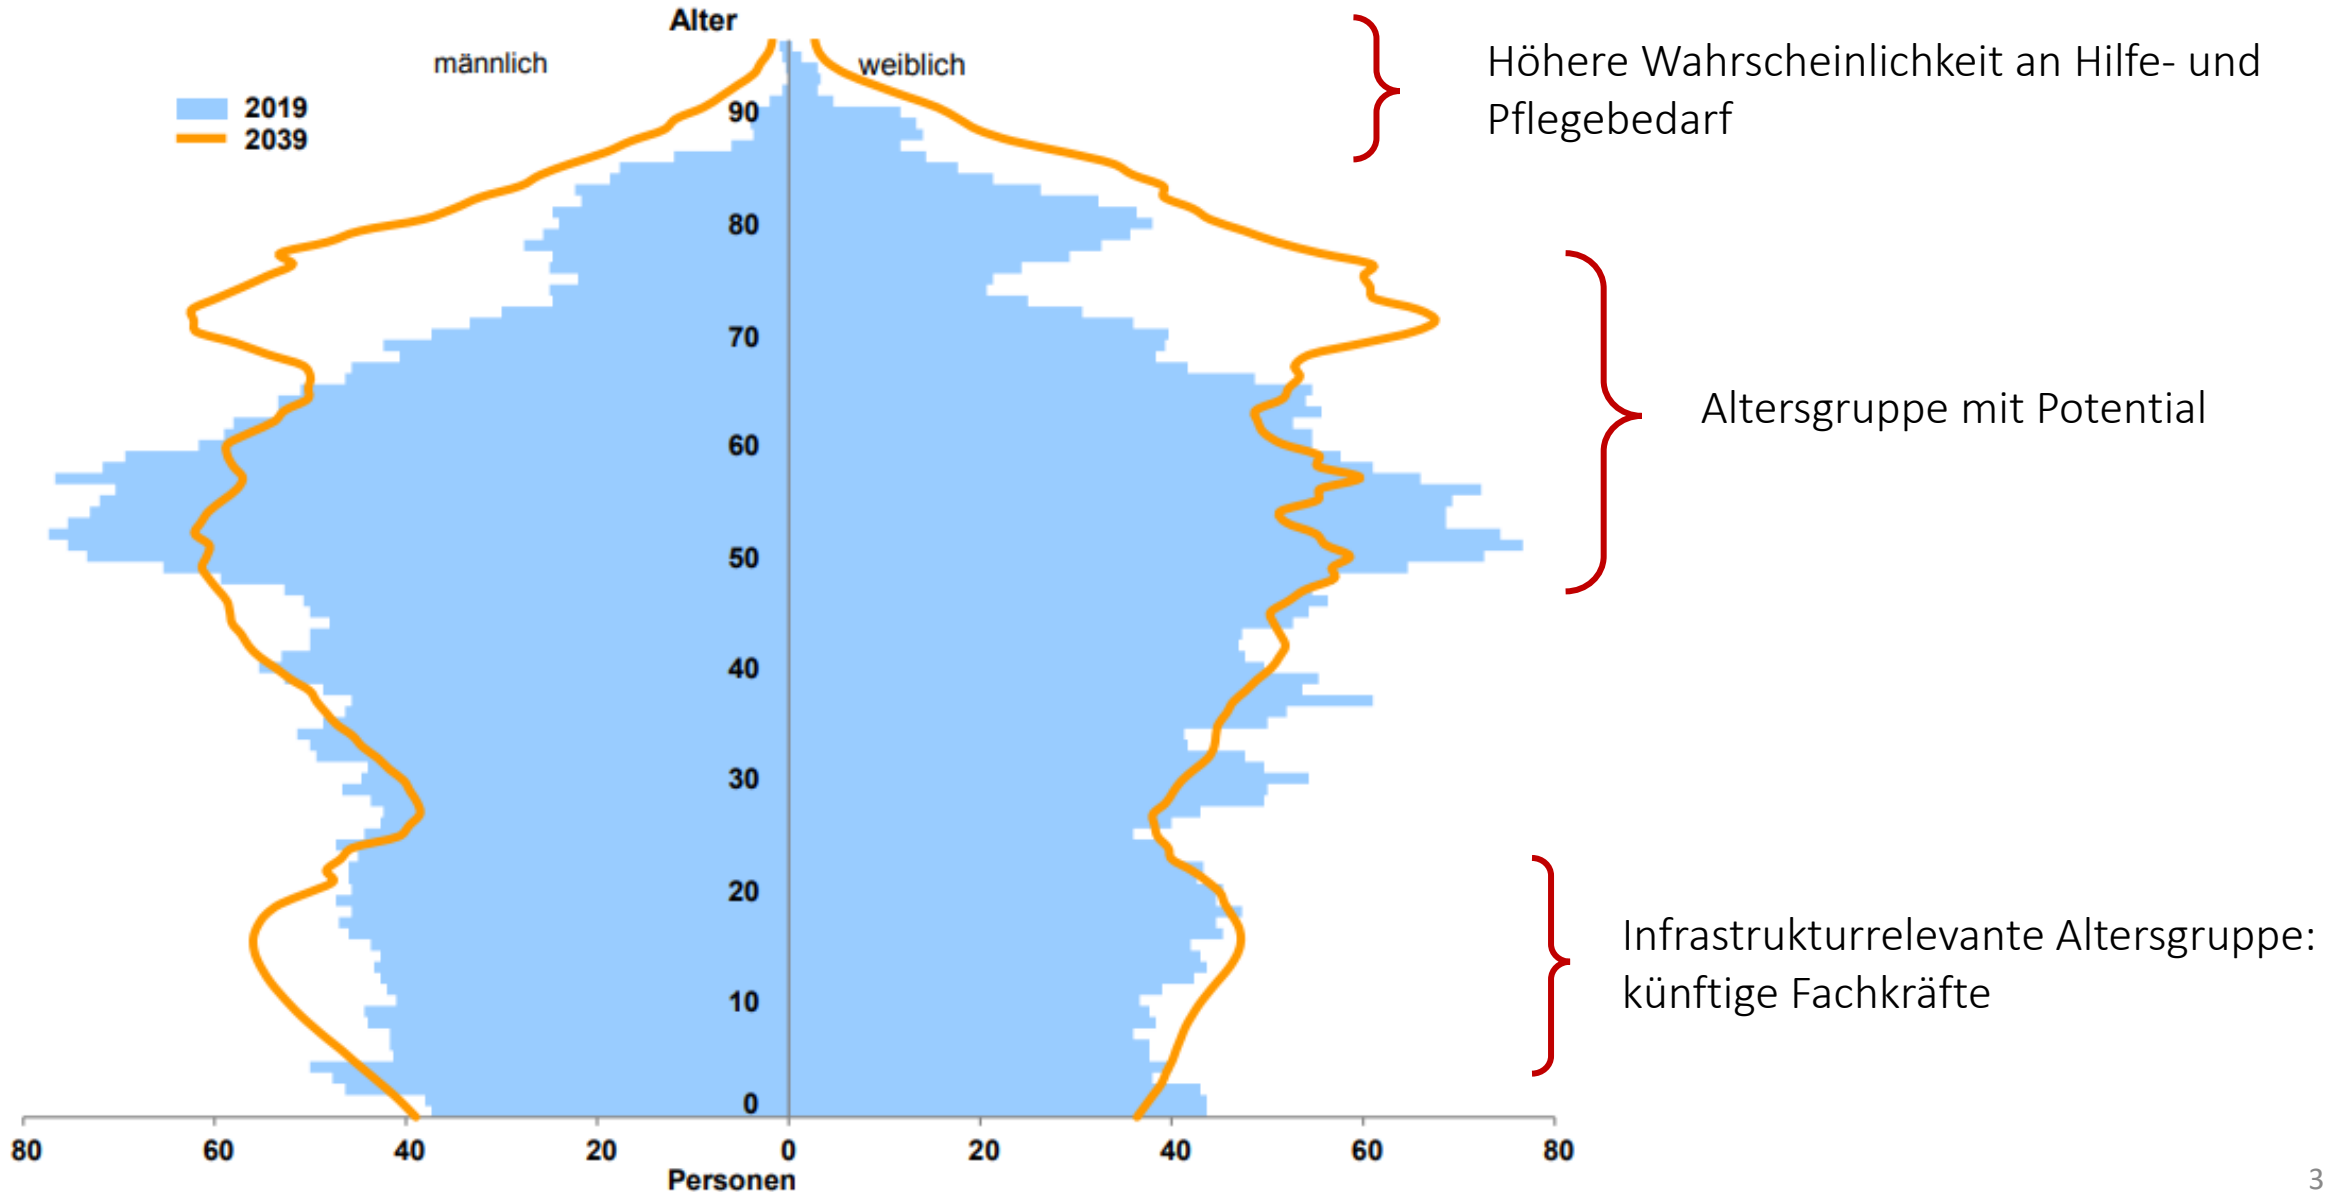 Alter
männlich
weiblich
2019
2039
90
80
70
60
50
40
30
20
10
0
80 60 40 20 0 20 40 60 80
Personen
Höhere Wahrscheinlichkeit an Hilfe- und
Pflegebedarf
Altersgruppe mit Potential
Infrastrukturrelevante Altersgruppe:
künftige Fachkräfte
3